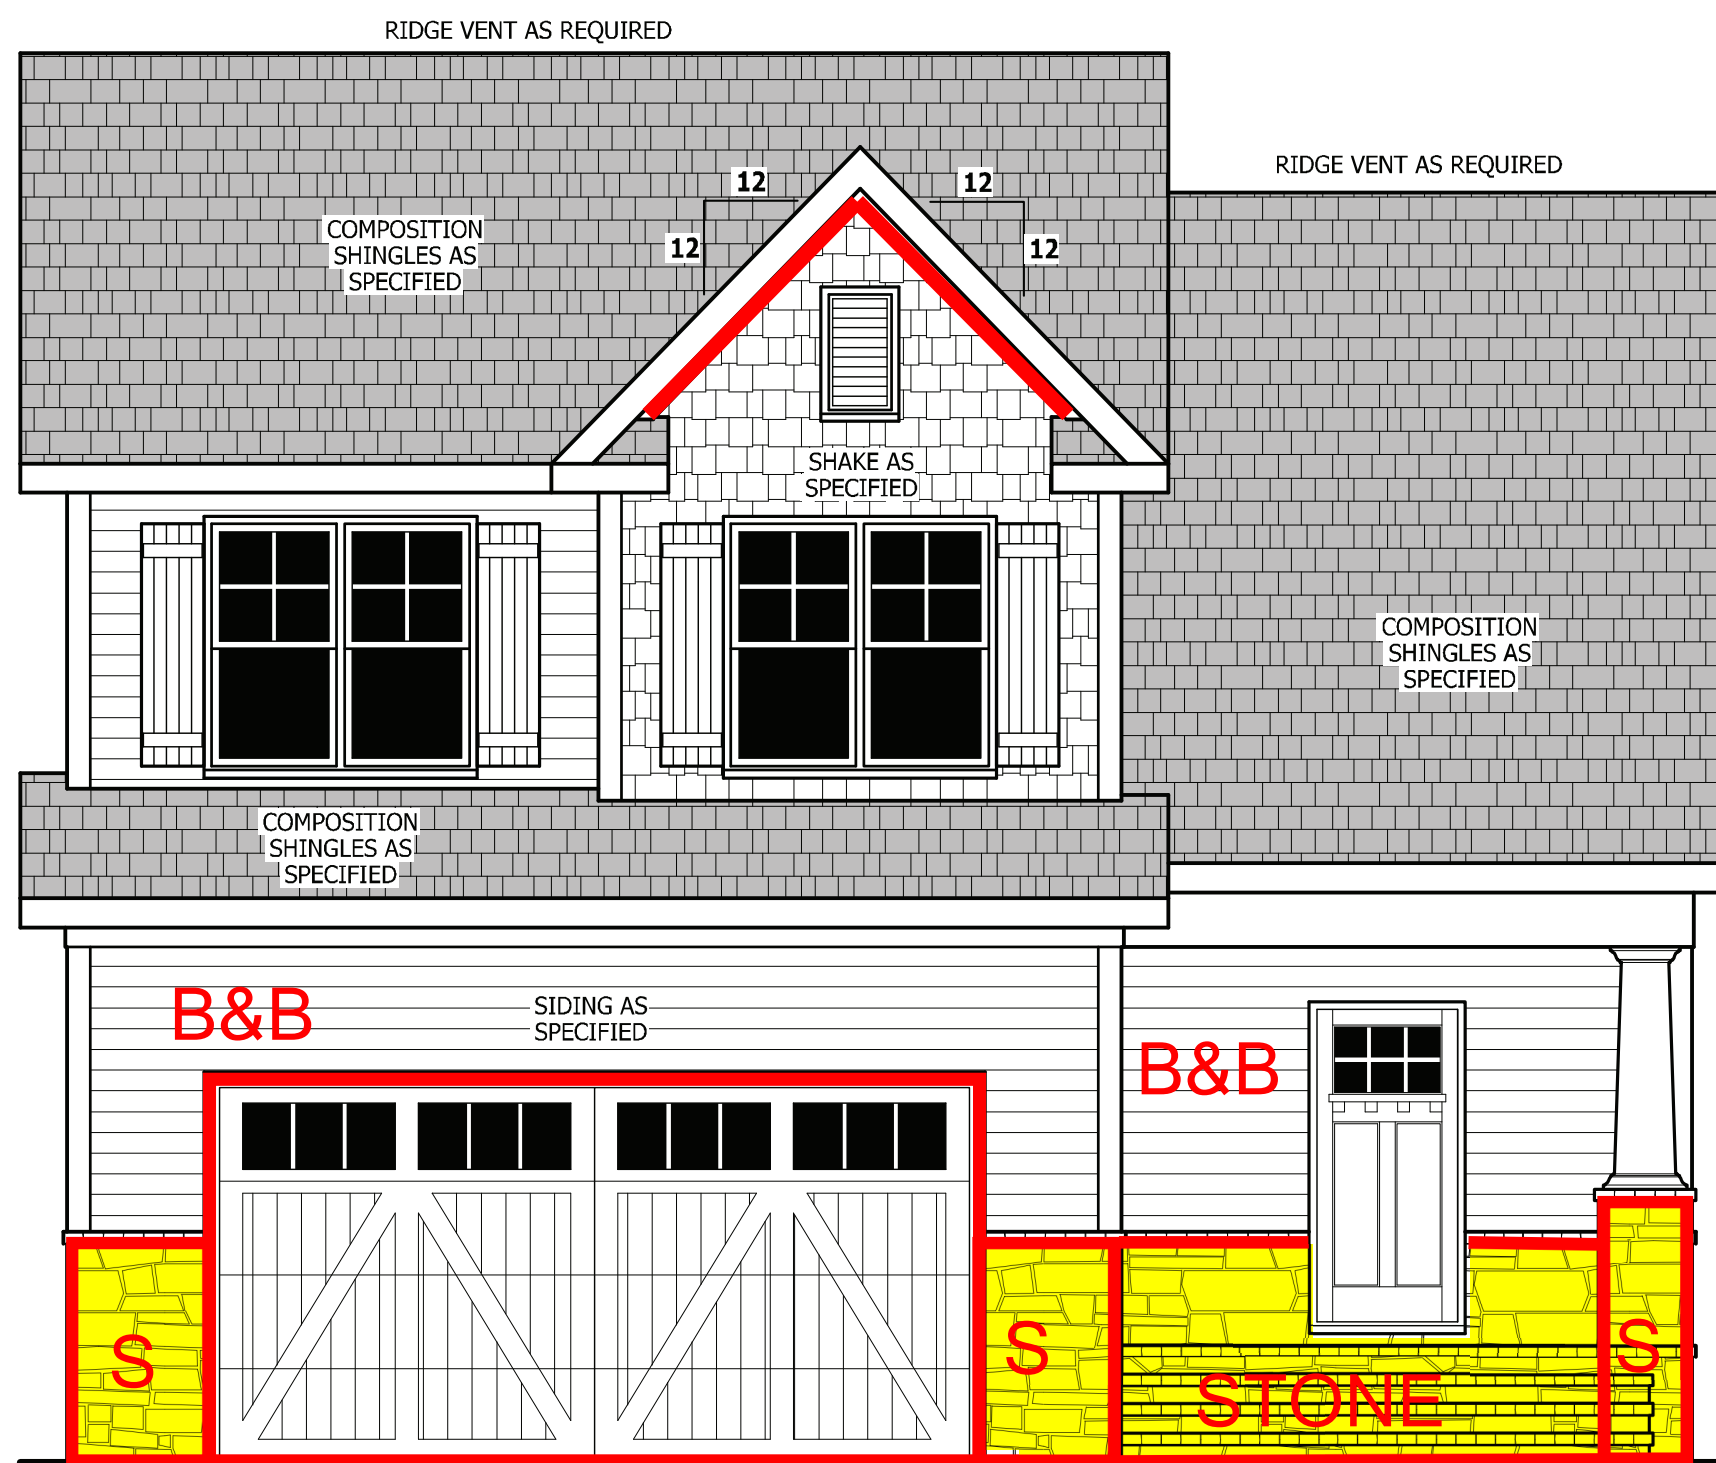 RIDGE VENT AS REQUIRED
RIDGE VENT AS REQUIRED
12
12
12
12
COMPOSITION
SHINGLES AS
SPECIFIED
SHAKE AS
SPECIFIED
COMPOSITION
SHINGLES AS
SPECIFIED
COMPOSITION
SHINGLES AS
SPECIFIED
B&B
SIDING AS
SPECIFIED
B&B
S
S
S
STONE